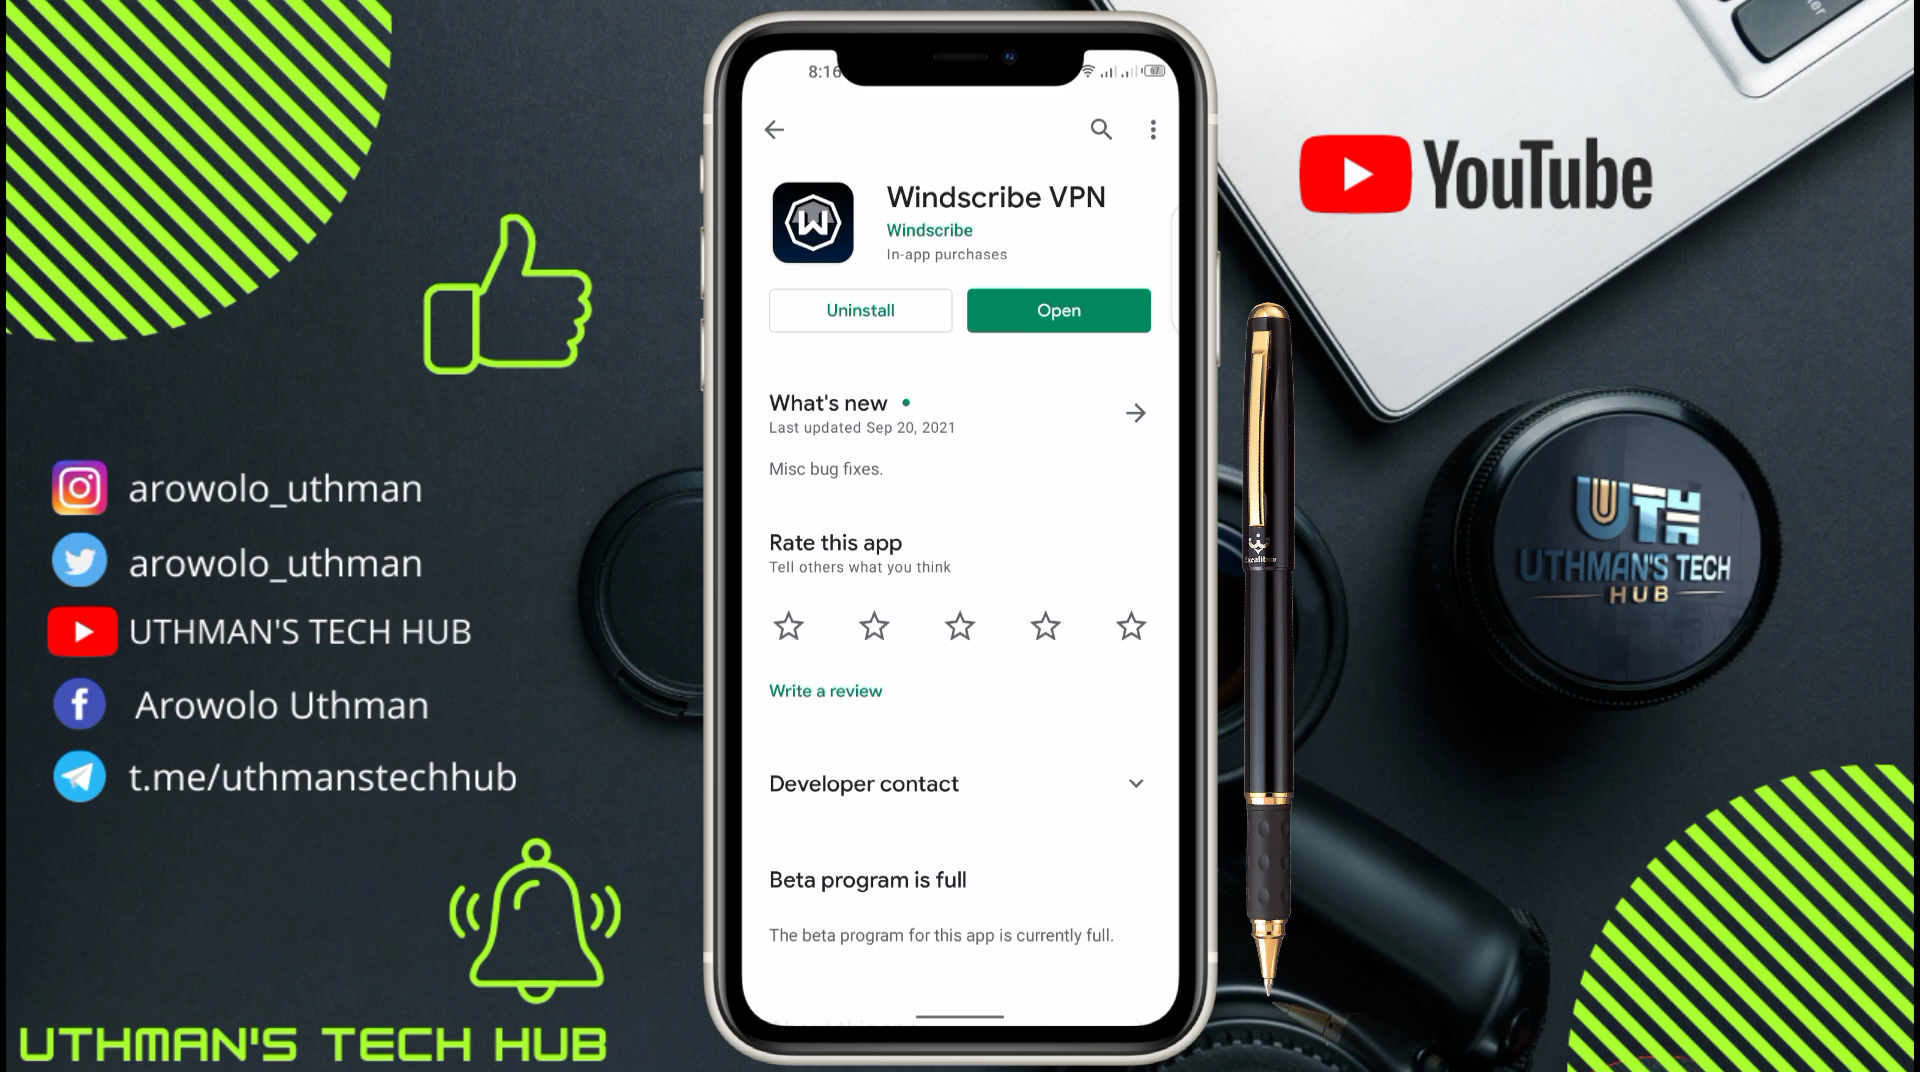 8:16
67
Windscribe VPN
Windscribe
In-app purchases
Uninstall
Open
What's new
Last updated Sep 20, 2021
Misc bug fixes.
Rate this app
Tell others what you think
Write a review
Developer contact
Beta program is full
The beta program for this app is currently full.
arowolo_uthman
arowolo_uthman
UTHMAN'S TECH HUB
Arowolo Uthman
t.me/uthmanstechhub
UTHMAN'S TECH HUB
YouTube
UTH
UTHMAN'S TECH
HUB